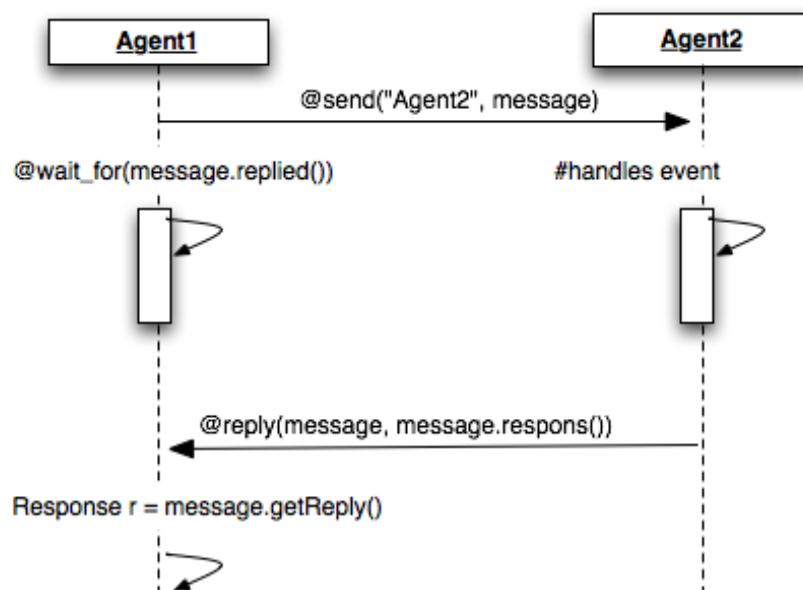 Agent1
Agent2
@send("Agent2", message)
@wait_for(message.replied())
#handles event
@reply(message, message.respons())
Response r = message.getReply()